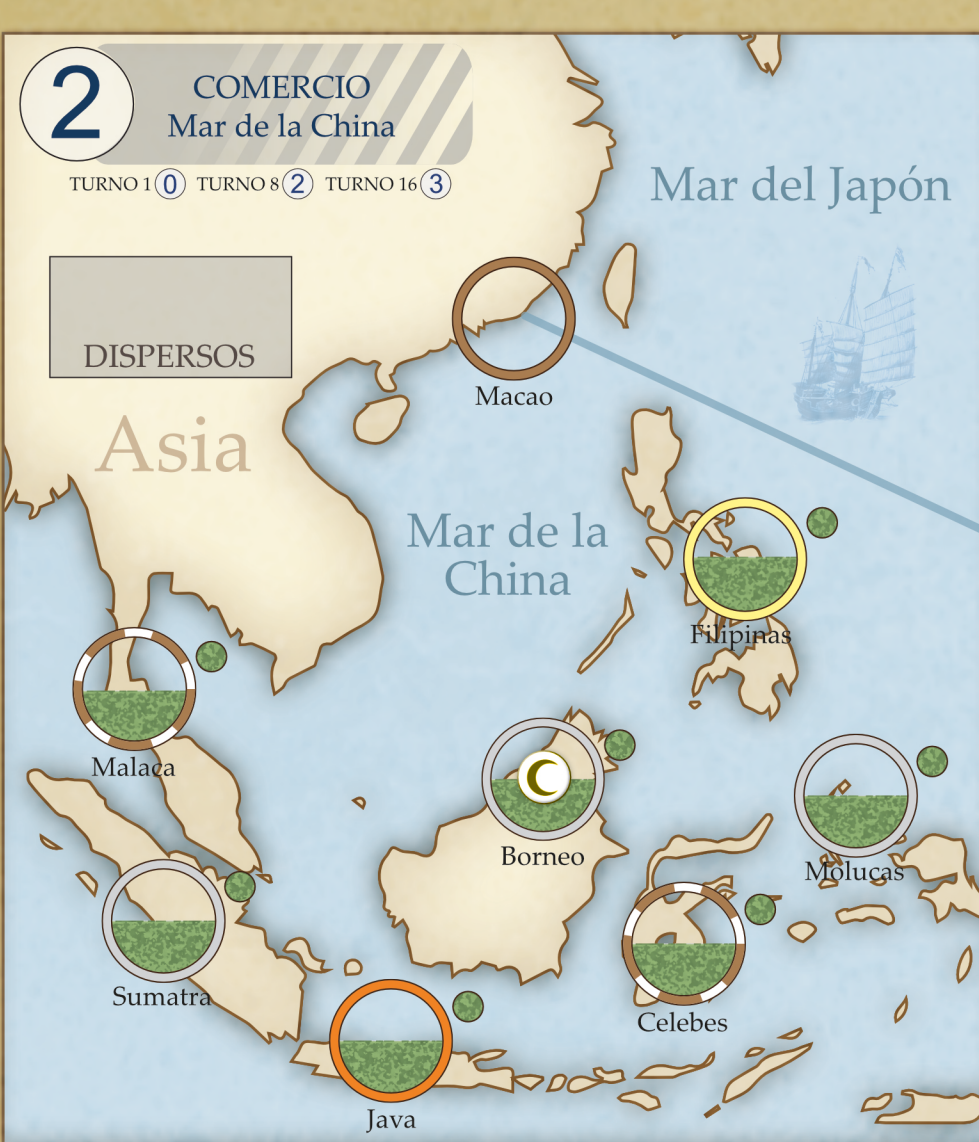 2
COMERCIO
Mar de la China
TURNO 1 0 TURNO 8 2 TURNO 16 3
Mar del Japón
DISPERSOS
Macao
Asia
Mar de la
China
Filipinas
Malaca
Borneo
Molucas
Sumatra
Celebes
Java